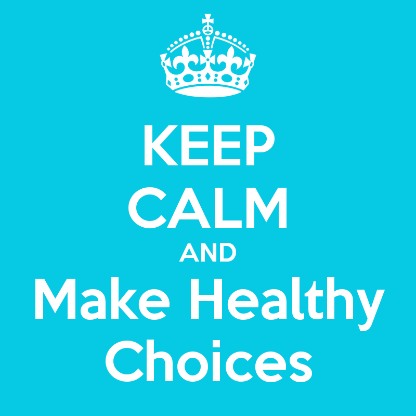 KEEP
CALM
AND
Make Healthy
Choices